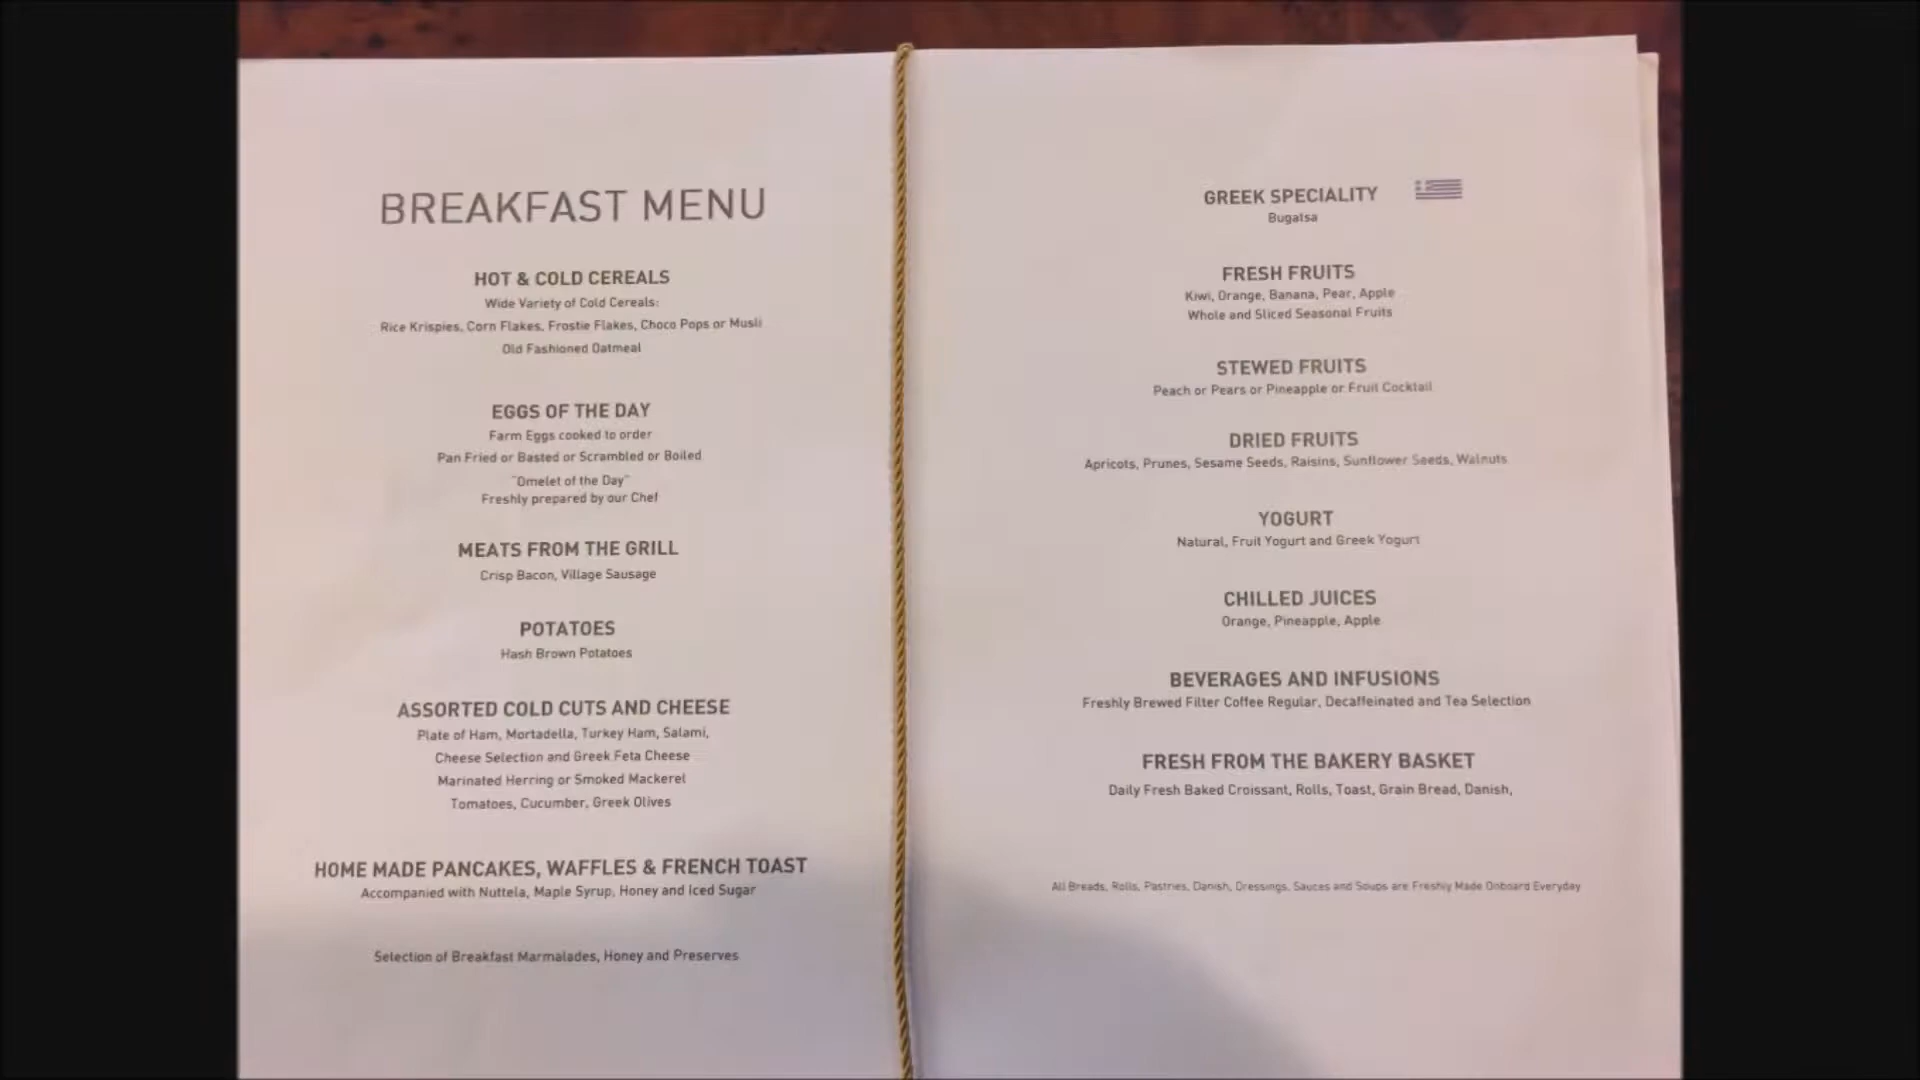 BREAKFAST MENU
HOT & COLD CEREALS
Wide Variety of Cold Cereals:
Rice Krispies, Corn Flakes, Frostie Flakes, Choco Pops or Musli
Old Fashioned Oatmeal
EGGS OF THE DAY
Farm Eggs cooked to order
Pan Fried or Basted or Scrambled or Boiled
"Omelet of the Day"
Freshly prepared by our Chef
MEATS FROM THE GRILL
Crisp Bacon, Village Sausage
POTATOES
Hash Brown Potatoes
ASSORTED COLD CUTS AND CHEESE
Plate of Ham, Mortadella, Turkey Ham, Salami,
Cheese Selection and Greek Feta Cheese
Marinated Herring or Smoked Mackerel
Tomatoes, Cucumber, Greek Olives
HOME MADE PANCAKES, WAFFLES & FRENCH TOAST
Accompanied with Nuttela, Maple Syrup, Honey and Iced Sugar
Selection of Breakfast Marmalades, Honey and Preserves
GREEK SPECIALITY
Bugatsa
FRESH FRUITS
Kiwi, Orange, Banana, Pear, Apple
Whole and Sliced Seasonal Fruits
STEWED FRUITS
Peach or Pears or Pineapple or Fruit Cocktail
DRIED FRUITS
Apricots, Prunes, Sesame Seeds, Raisins, Sunflower Seeds, Walnuts
YOGURT
Natural, Fruit Yogurt and Greek Yogurt
CHILLED JUICES
Orange, Pineapple, Apple
BEVERAGES AND INFUSIONS
Freshly Brewed Filter Coffee Regular, Decaffeinated and Tea Selection
FRESH FROM THE BAKERY BASKET
Daily Fresh Baked Croissant, Rolls, Toast, Grain Bread, Danish,
All Breads, Rolls, Pastries, Danish, Dressings, Sauces and Soups are Freshly Made Onboard Everyday